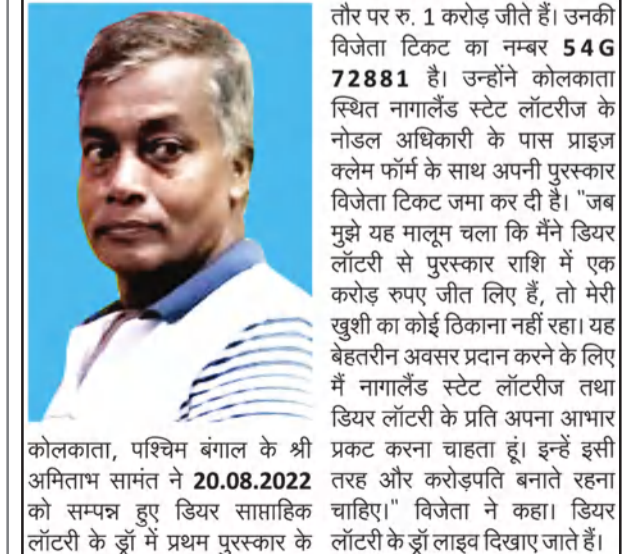 कोलकाता, पश्चिम बंगाल के श्री
अमिताभ सामंत ने 20.08.2022
को सम्पन्न हुए डियर साप्ताहिक
लॉटरी के ड्रॉ में प्रथम पुरस्कार के
तौर पर रु. 1 करोड़ जीते हैं। उनकी
विजेता टिकट का नम्बर 54G
72881 है। उन्होंने कोलकाता
स्थित नागालैंड स्टेट लॉटरीज के
नोडल अधिकारी के पास प्राइज़
क्लेम फॉर्म के साथ अपनी पुरस्कार
विजेता टिकट जमा कर दी है। "जब
मुझे यह मालूम चला कि मैंने डियर
लॉटरी से पुरस्कार राशि में एक
करोड़ रुपए जीत लिए हैं, तो मेरी
खुशी का कोई ठिकाना नहीं रहा। यह
बेहतरीन अवसर प्रदान करने के लिए
मैं नागालैंड स्टेट लॉटरीज तथा
डियर लॉटरी के प्रति अपना आभार
प्रकट करना चाहता हूं। इन्हें इसी
तरह और करोड़पति बनाते रहना
चाहिए।" विजेता ने कहा। डियर
लॉटरी के ड्रॉ लाइव दिखाए जाते हैं।